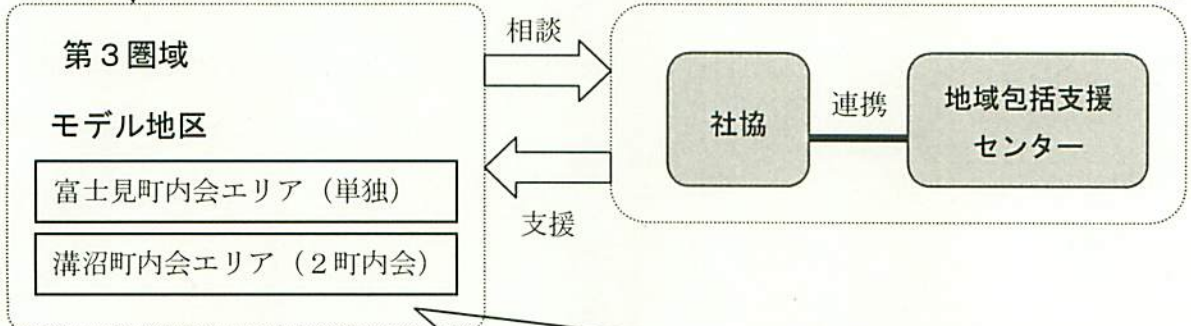 第3圏域
モデル地区
富士見町内会エリア（単独）
溝沼町内会エリア（2町内会）
相談
支援
社協
連携
地域包括支援
センター